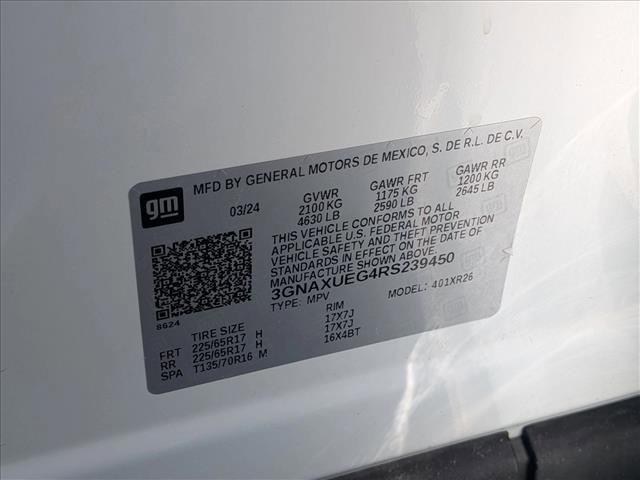 gm
MFD BY GENERAL MOTORS DE MEXICO, S. DE R.L. DE C.V.
03/24
GVWR GAWR FRT GAWR RR
2100 KG 1175 KG 1200 KG
4630 LB 2590 LB 2645 LB
THIS VEHICLE CONFORMS TO ALL
APPLICABLE U.S. FEDERAL MOTOR
VEHICLE SAFETY AND THEFT PREVENTION
STANDARDS IN EFFECT ON THE DATE OF
MANUFACTURE SHOWN ABOVE.
3GNAXUEG4RS239450
TYPE: MPV MODEL: 401XR26
S624
TIRE SIZE RIM
FRT 225/65R17 H 17X7J
RR 225/65R17 H 17X7J
SPA T135/70R16 M 16X4BT